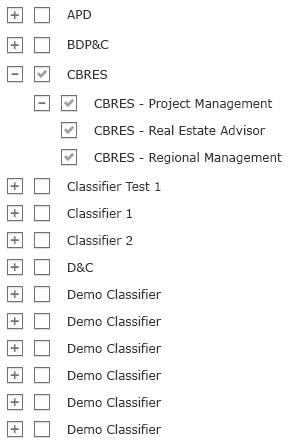 APD
BDP&C
CBRES
CBRES - Project Management
CBRES - Real Estate Advisor
CBRES - Regional Management
Classifier Test 1
Classifier 1
Classifier 2
D&C
Demo Classifier
Demo Classifier
Demo Classifier
Demo Classifier
Demo Classifier
Demo Classifier